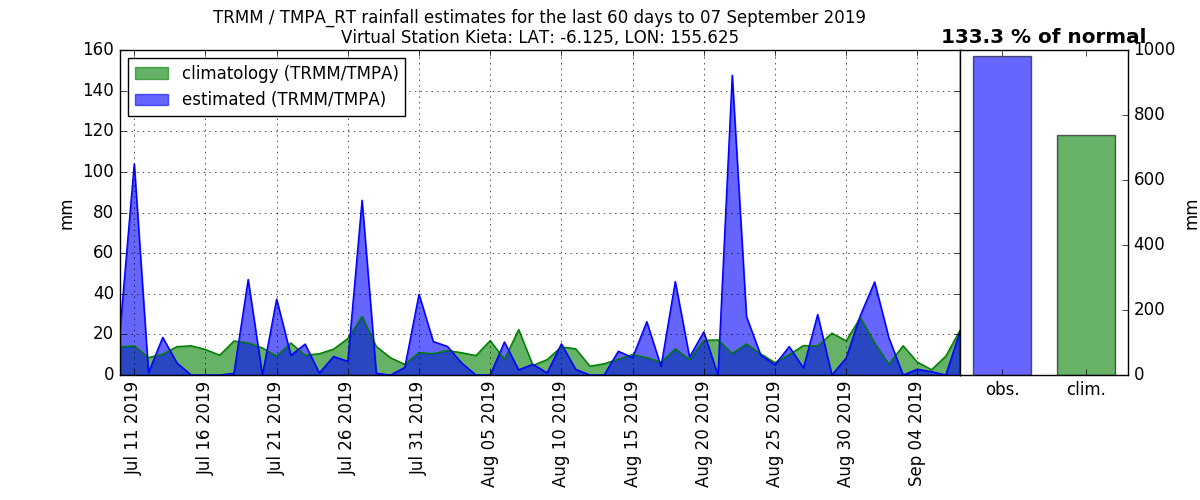 TRMM / TMPA_RT rainfall estimates for the last 60 days to 07 September 2019
Virtual Station Kieta: LAT: -6.125, LON: 155.625
133.3 % of normal
climatology (TRMM/TMPA)
estimated (TRMM/TMPA)
160
140
120
100
80
60
40
20
0
mm
1000
800
600
400
200
0
mm
Jul 11 2019
Jul 16 2019
Jul 21 2019
Jul 26 2019
Jul 31 2019
Aug 05 2019
Aug 10 2019
Aug 15 2019
Aug 20 2019
Aug 25 2019
Aug 30 2019
Sep 04 2019
obs.
clim.